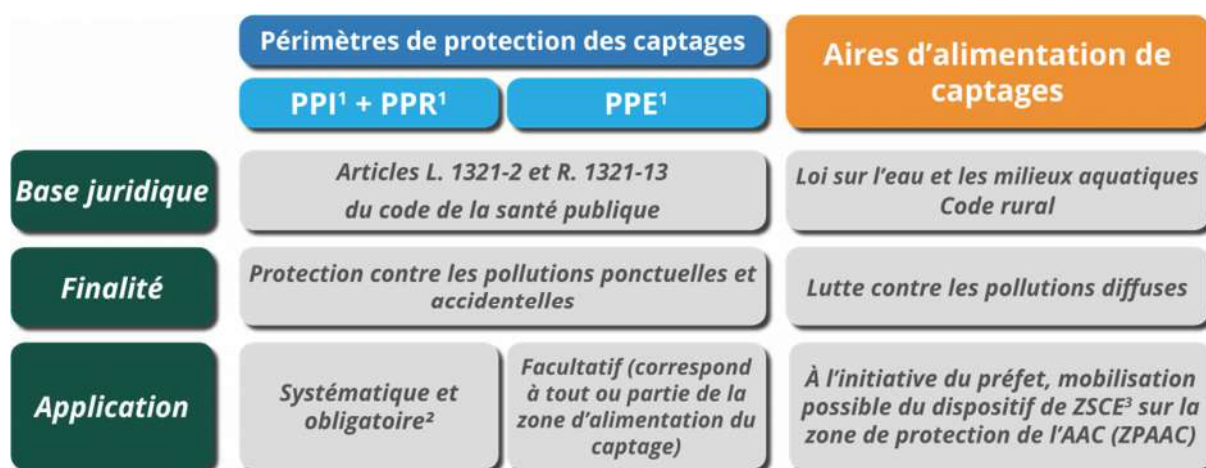 Périmètres de protection des captages
Aires d'alimentation de
captages
PPI¹ + PPR¹
PPE¹
Base juridique
Articles L. 1321-2 et R. 1321-13
du code de la santé publique
Loi sur l'eau et les milieux aquatiques
Code rural
Finalité
Protection contre les pollutions ponctuelles et
accidentelles
Lutte contre les pollutions diffuses
Application
Systématique et
obligatoire²
Facultatif (correspond
à tout ou partie de la
zone d'alimentation du
captage)
À l'initiative du préfet, mobilisation
possible du dispositif de ZSCE³ sur la
zone de protection de l'AAC (ZPAAC)